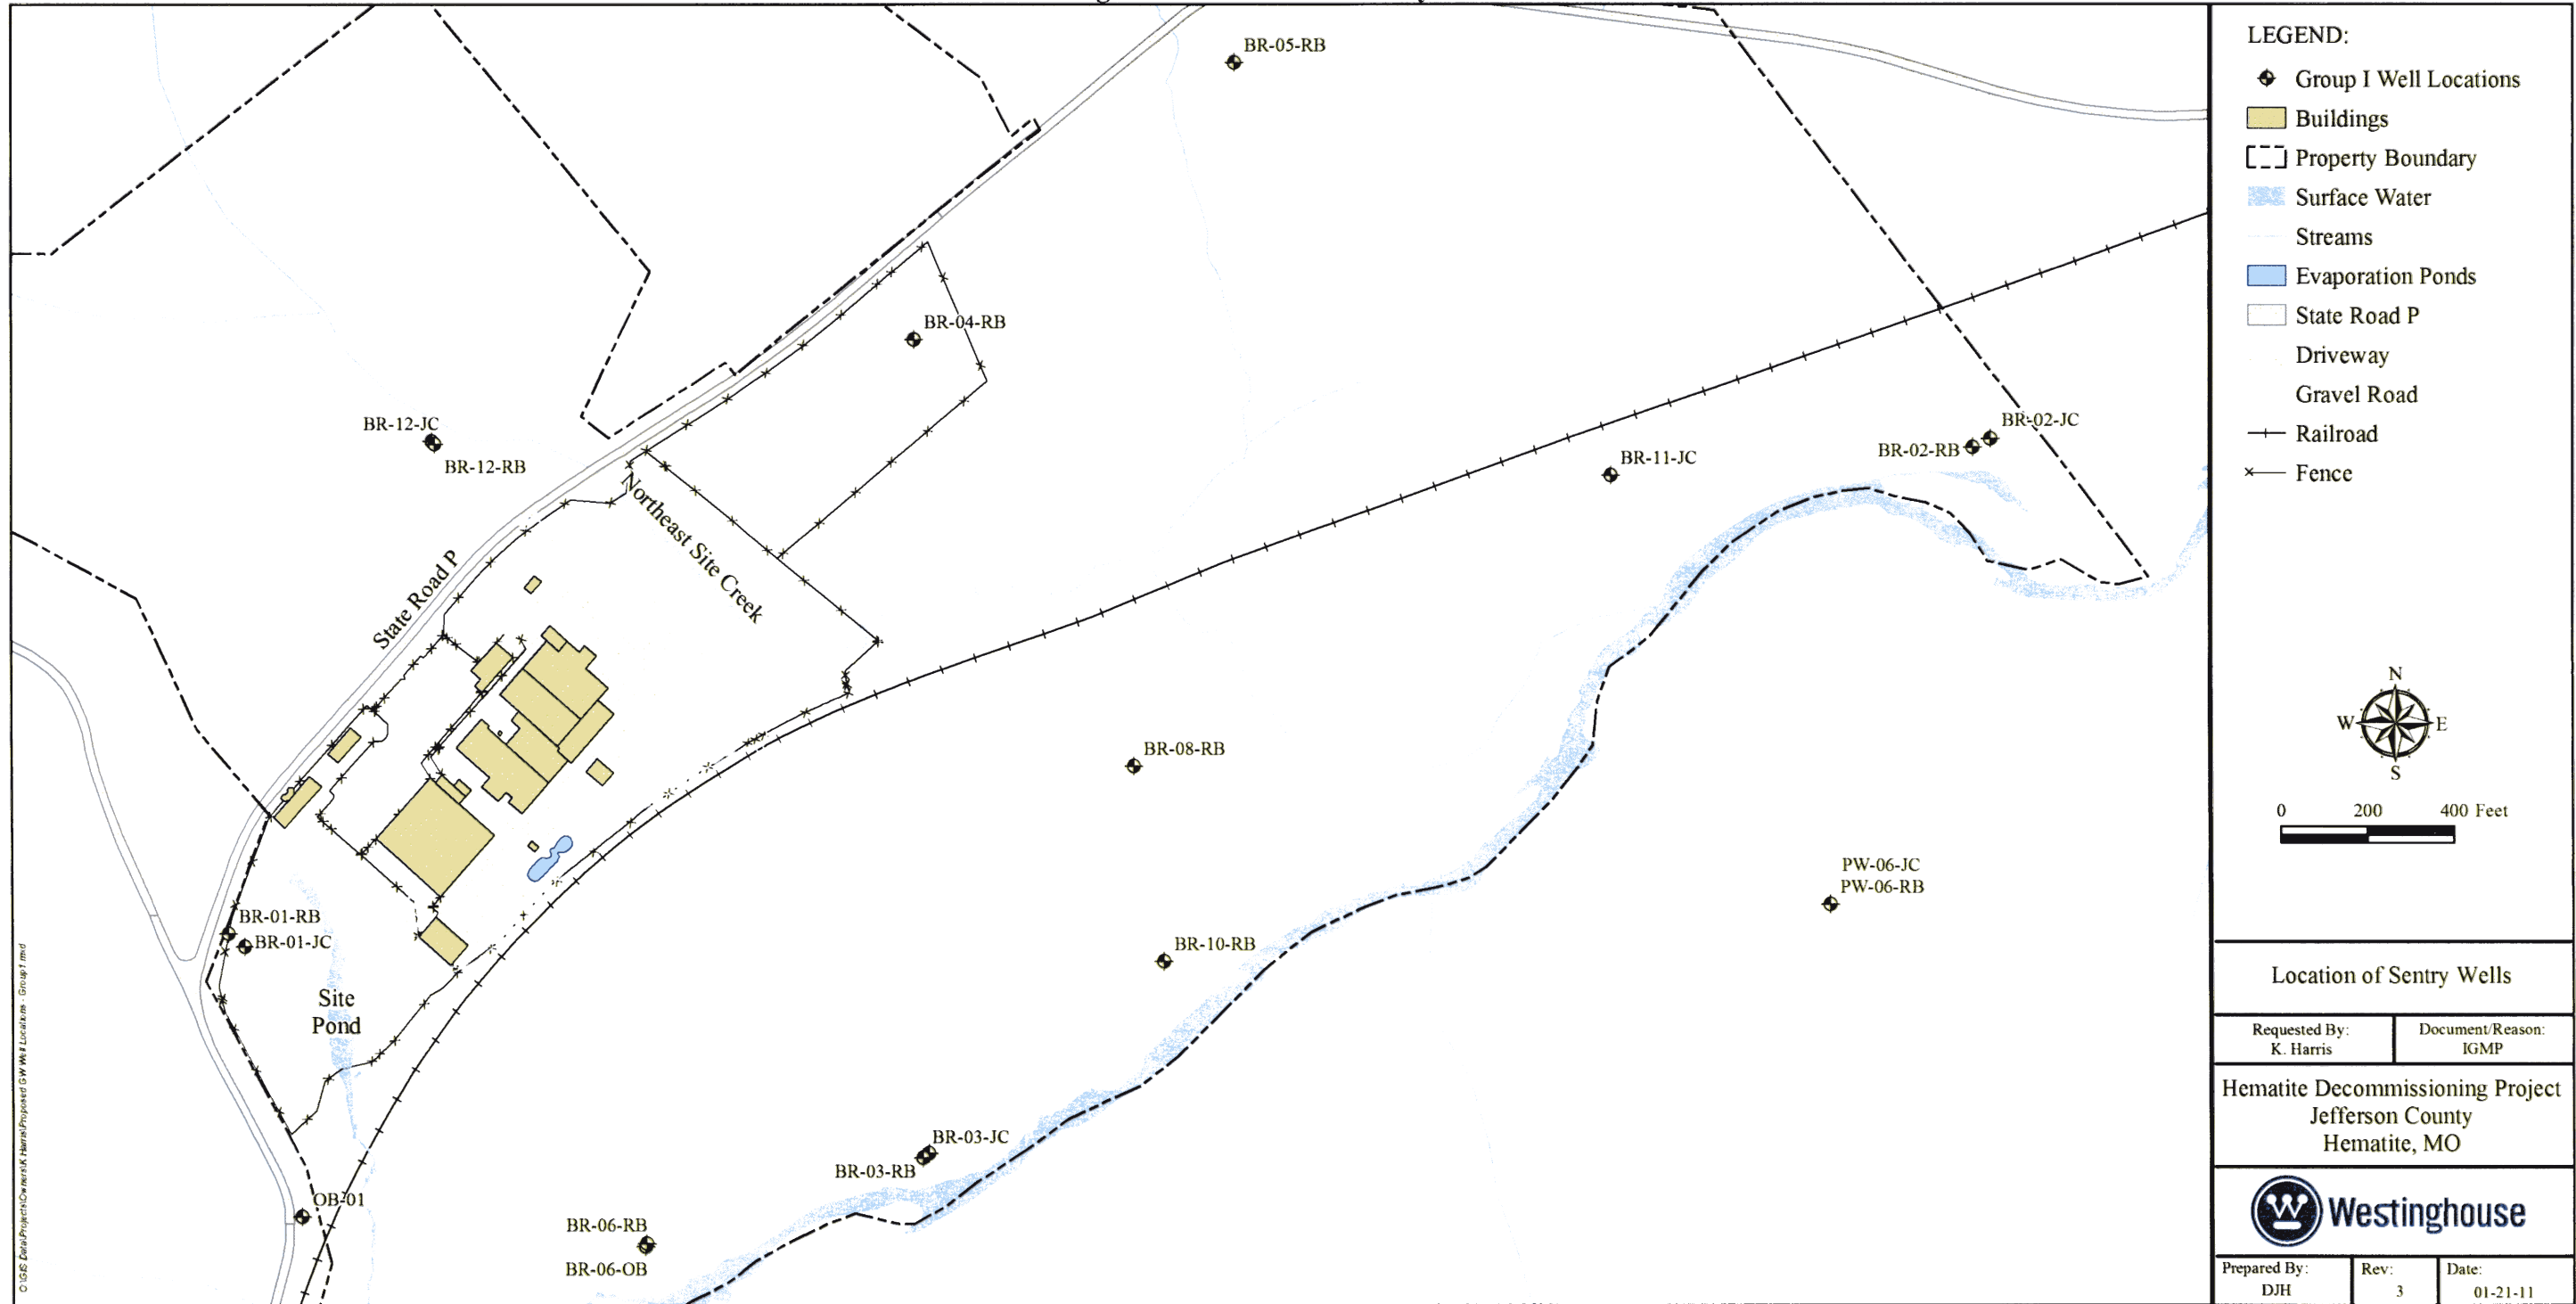 BR-05-RB
BR-04-RB
BR-12-JC
BR-12-RB
BR-02-JC
BR-02-RB
BR-11-JC
Northeast Site Creek
State Road P
BR-08-RB
PW-06-JC
PW-06-RB
BR-01-RB
BR-01-JC
BR-10-RB
Site
Pond
BR-03-JC
BR-03-RB
OB-01
BR-06-RB
BR-06-OB
LEGEND:
Group I Well Locations
Buildings
Property Boundary
Surface Water
Streams
Evaporation Ponds
State Road P
Driveway
Gravel Road
Railroad
Fence
N
W E
S
0 200 400 Feet
Location of Sentry Wells
Requested By:
K. Harris
Document/Reason:
IGMP
Hematite Decommissioning Project
Jefferson County
Hematite, MO
W
Westinghouse
Prepared By:
DJH
Rev:
3
Date:
01-21-11